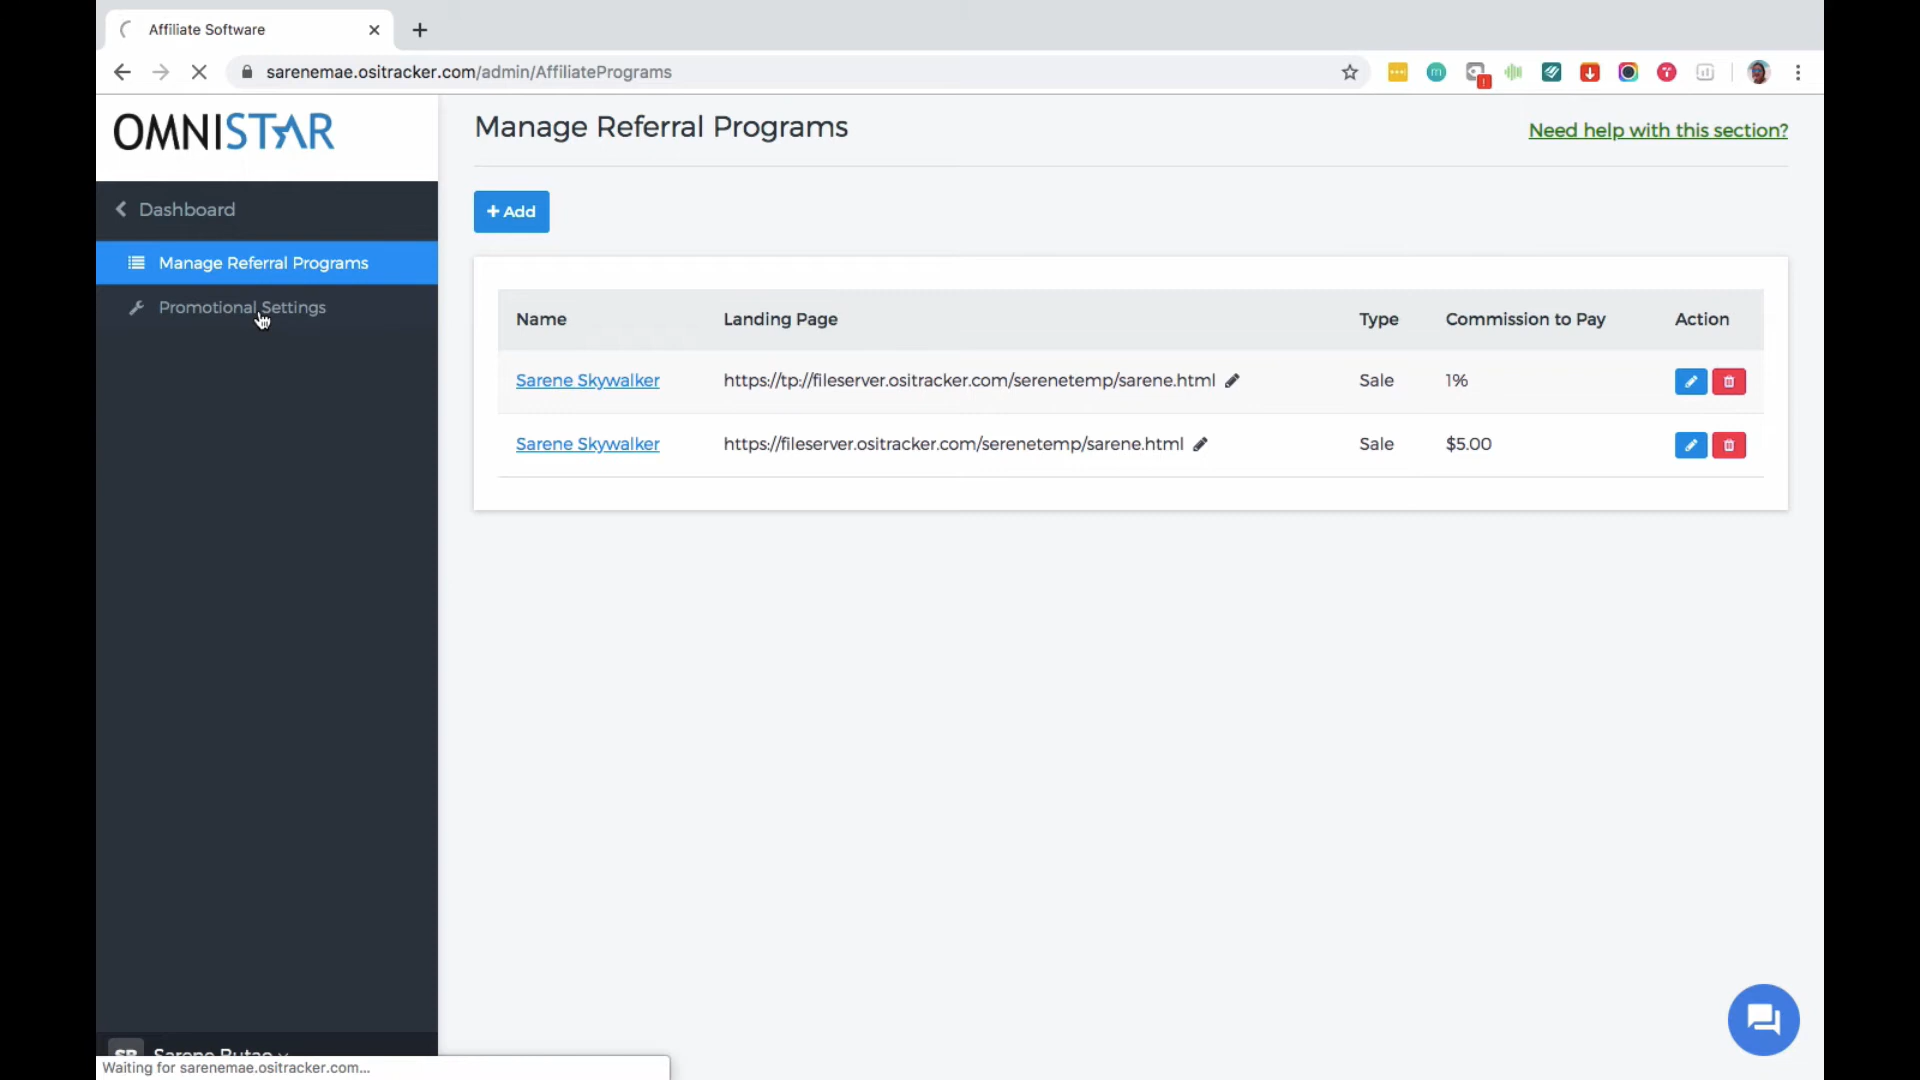 Affiliate Software
sarenemae.ositracker.com/admin/AffiliatePrograms
OMNISTAR
Manage Referral Programs
Need help with this section?
Dashboard
+ Add
Manage Referral Programs
Promotional Settings
Name Landing Page Type Commission to Pay Action
Sarene Skywalker https://tp://fileserver.ositracker.com/serenetemp/sarene.html Sale 1%
Sarene Skywalker https://fileserver.ositracker.com/serenetemp/sarene.html Sale $5.00
SB Sarene Butao
Waiting for sarenemae.ositracker.com...